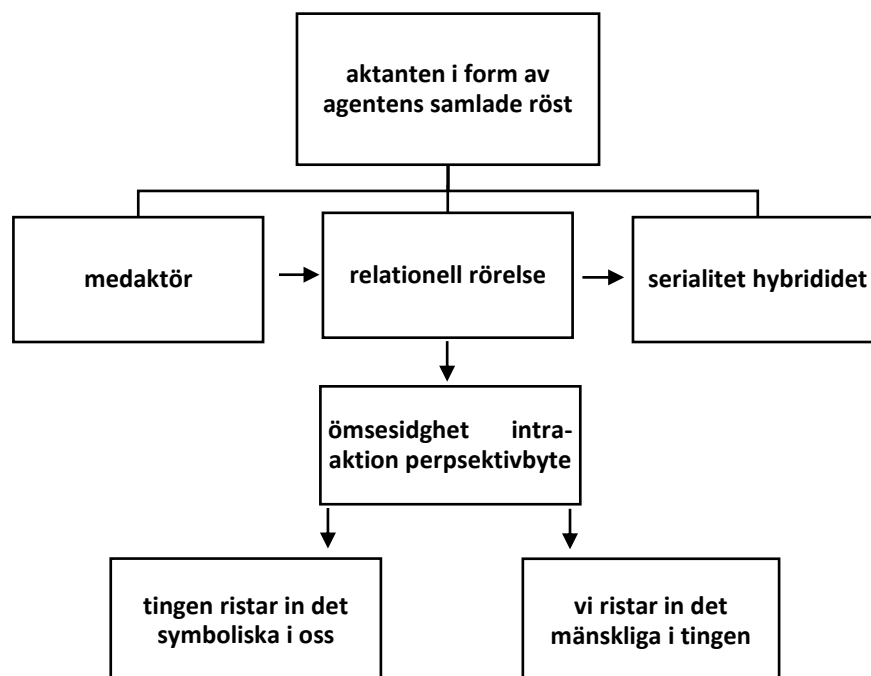 aktanten i form av
agentens samlade röst
medaktör
relationell rörelse
serialitet hybrididet
ömsesidghet intra-
aktion perpsektivbyte
tingen ristar in det
symboliska i oss
vi ristar in det
mänskliga i tingen